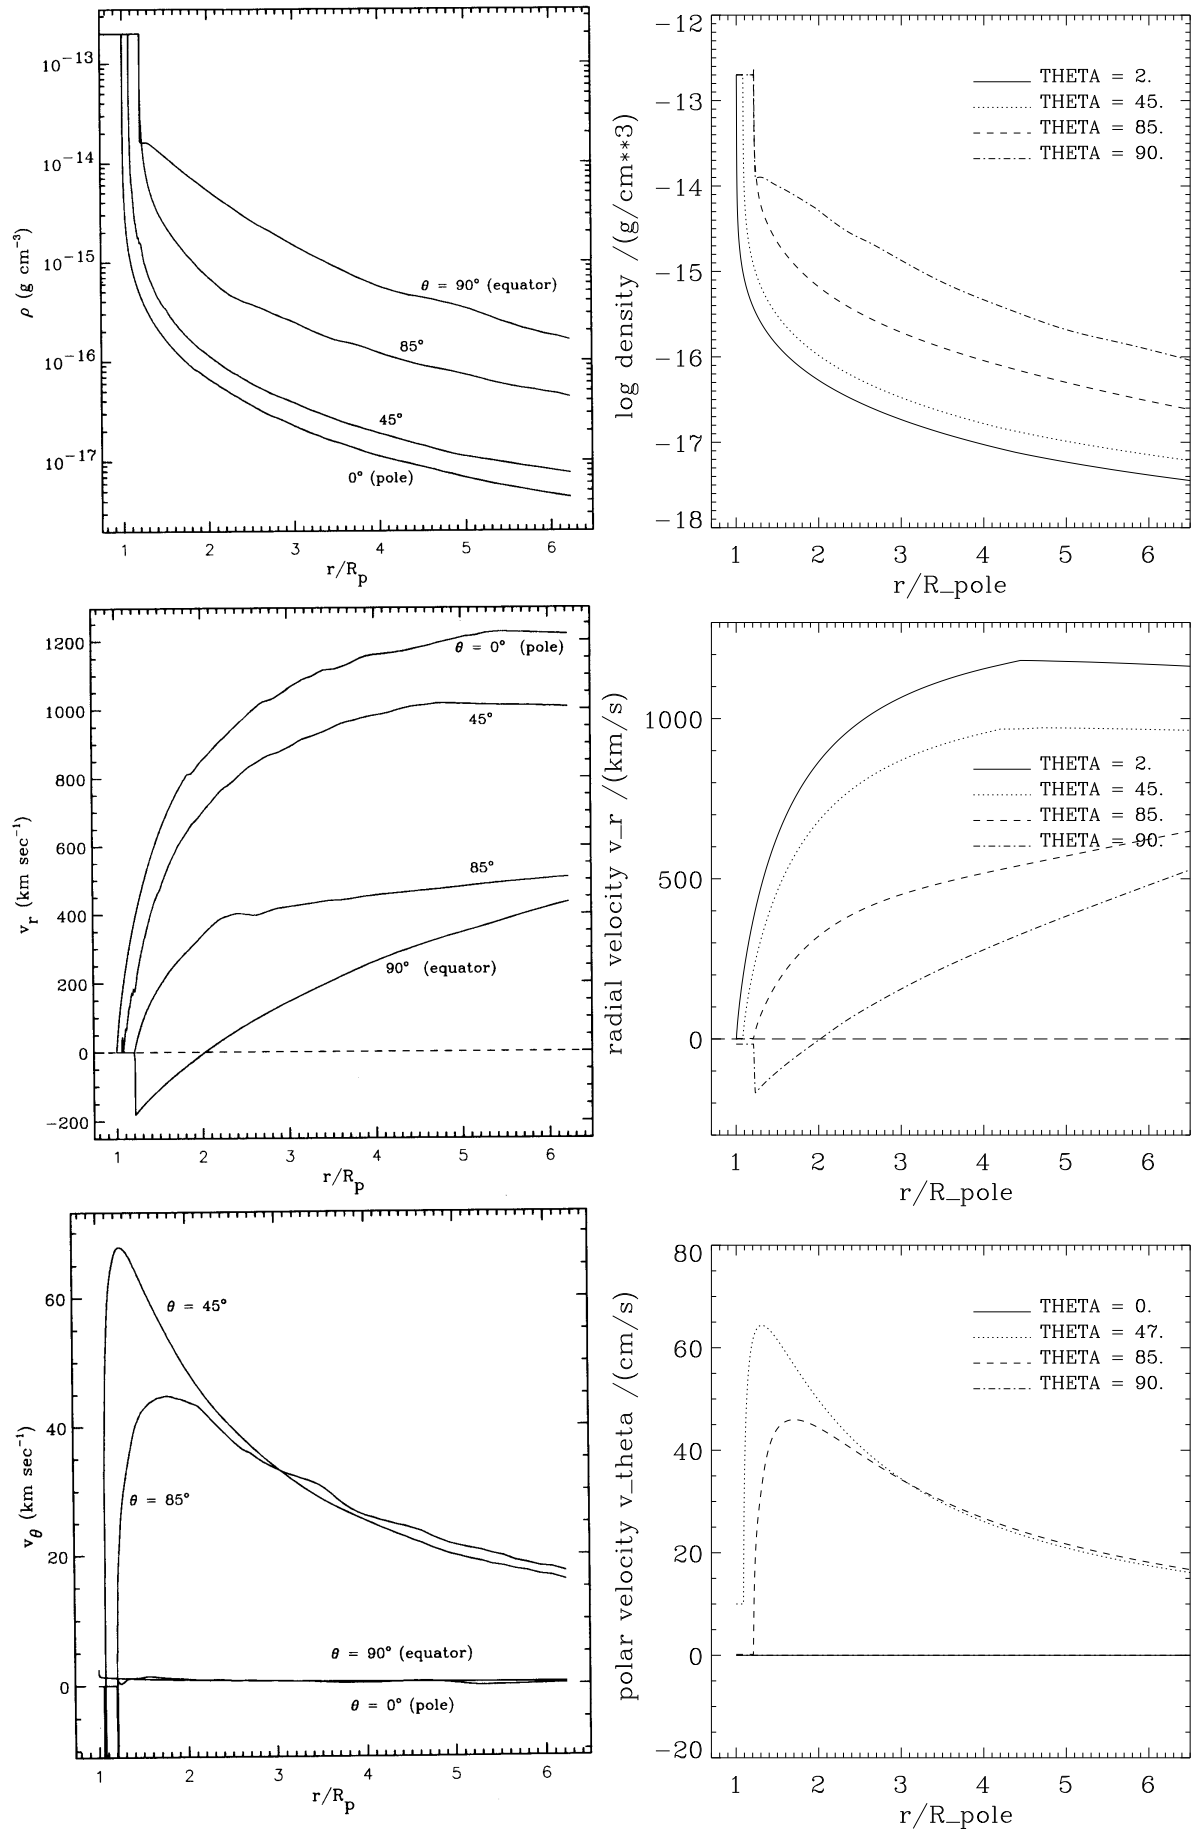 10⁻¹³
10⁻¹⁴
10⁻¹⁵
10⁻¹⁶
10⁻¹⁷
ρ (g cm⁻³)
θ = 90° (equator)
85°
45°
0° (pole)
1 2 3 4 5 6
r/Rₚ
−12
−13
−14
−15
−16
−17
−18
log density /(g/cm**3)
THETA = 2.
THETA = 45.
THETA = 85.
THETA = 90.
1 2 3 4 5 6
r/R_pole
1200
1000
800
600
400
200
0
−200
vᵣ (km sec⁻¹)
θ = 0° (pole)
45°
85°
90° (equator)
1 2 3 4 5 6
r/Rₚ
1000
500
0
radial velocity v_r /(km/s)
THETA = 2.
THETA = 45.
THETA = 85.
THETA = 90.
1 2 3 4 5 6
r/R_pole
60
40
20
0
v_θ (km sec⁻¹)
θ = 45°
θ = 85°
θ = 90° (equator)
θ = 0° (pole)
1 2 3 4 5 6
r/Rₚ
80
60
40
20
0
−20
polar velocity v_theta /(cm/s)
THETA = 0.
THETA = 47.
THETA = 85.
THETA = 90.
1 2 3 4 5 6
r/R_pole